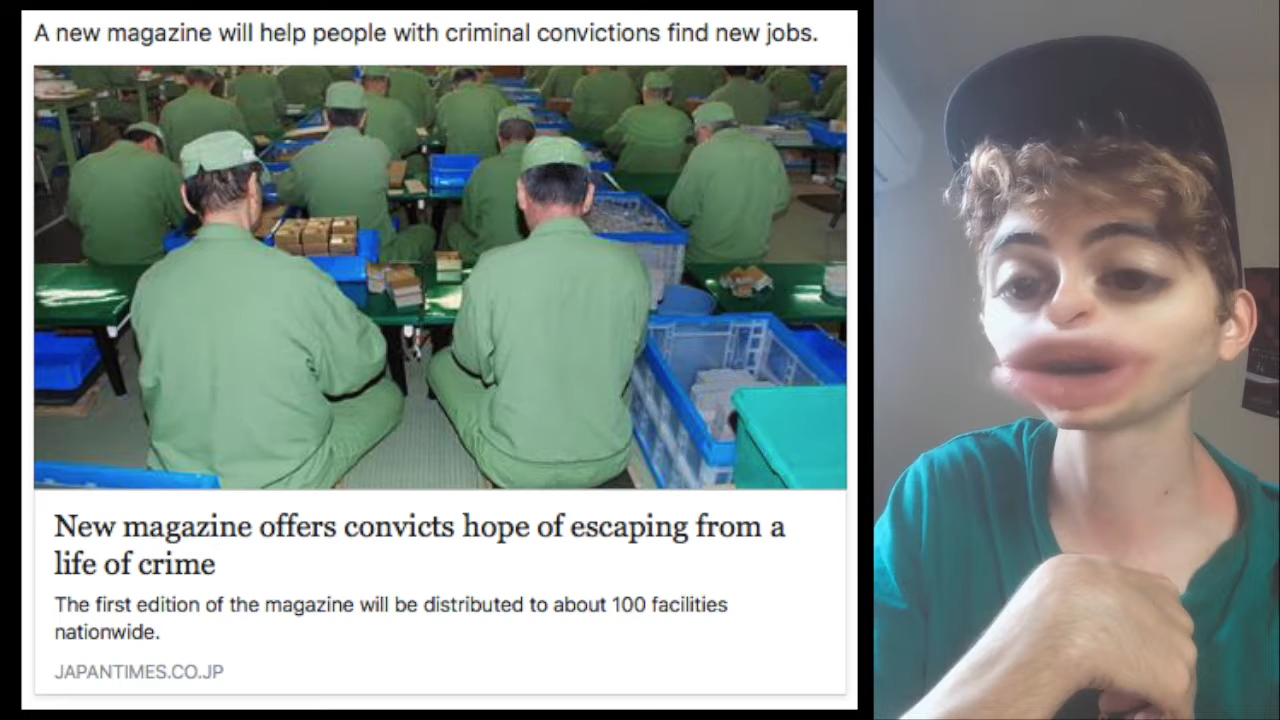 A new magazine will help people with criminal convictions find new jobs.
New magazine offers convicts hope of escaping from a
life of crime
The first edition of the magazine will be distributed to about 100 facilities
nationwide.
JAPANTIMES.CO.JP